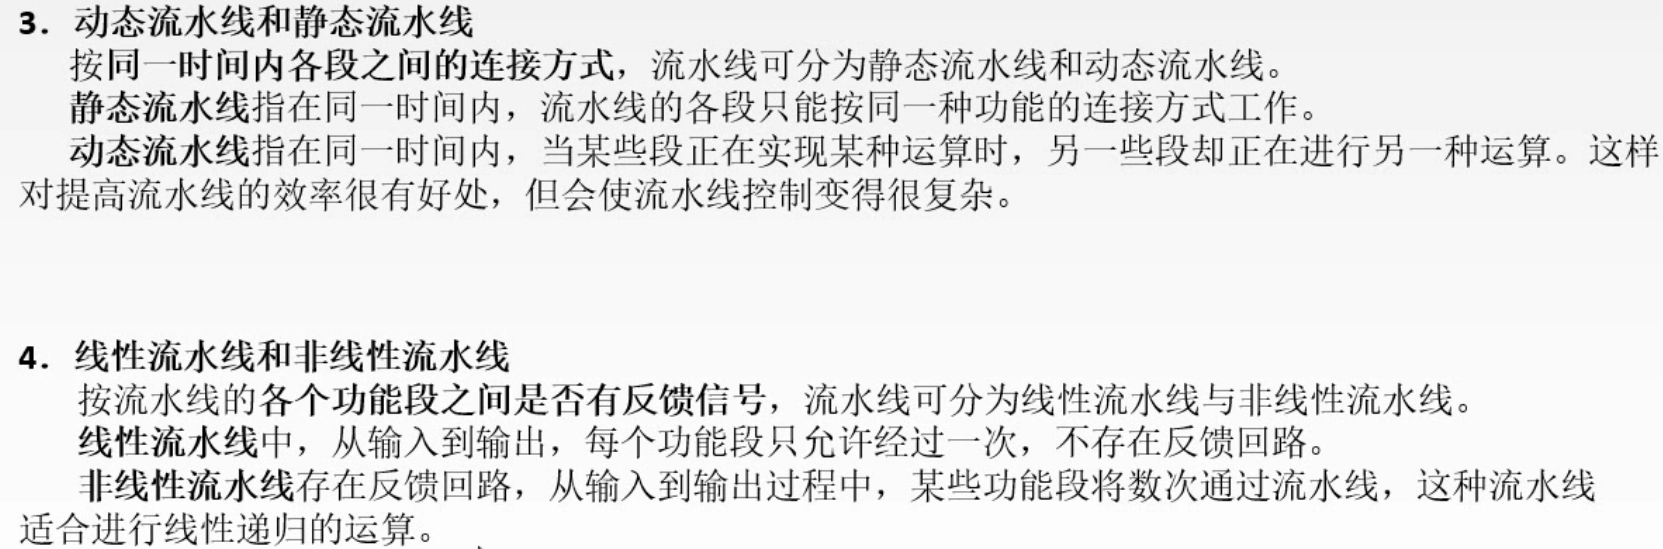 3. 动态流水线和静态流水线
按同一时间内各段之间的连接方式，流水线可分为静态流水线和动态流水线。
静态流水线指在同一时间内，流水线的各段只能按同一种功能的连接方式工作。
动态流水线指在同一时间内，当某些段正在实现某种运算时，另一些段却正在进行另一种运算。这样
对提高流水线的效率很有好处，但会使流水线控制变得很复杂。
4. 线性流水线和非线性流水线
按流水线的各个功能段之间是否有反馈信号，流水线可分为线性流水线与非线性流水线。
线性流水线中，从输入到输出，每个功能段只允许经过一次，不存在反馈回路。
非线性流水线存在反馈回路，从输入到输出过程中，某些功能段将数次通过流水线，这种流水线
适合进行线性递归的运算。